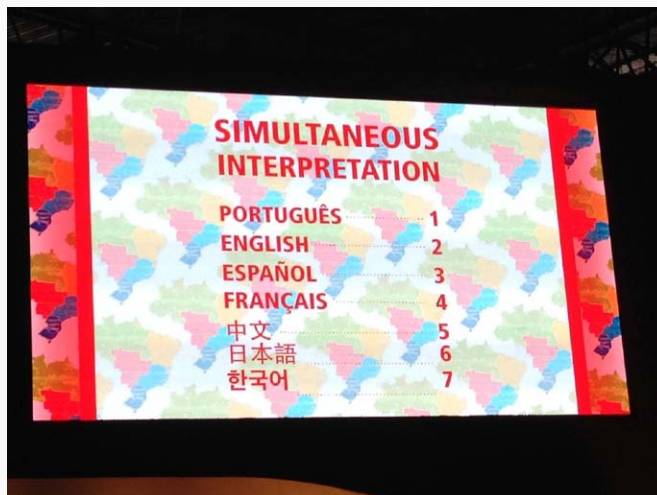 SIMULTANEOUS
INTERPRETATION
PORTUGUÊS 1
ENGLISH 2
ESPAÑOL 3
FRANÇAIS 4
中文 5
日本語 6
한국어 7